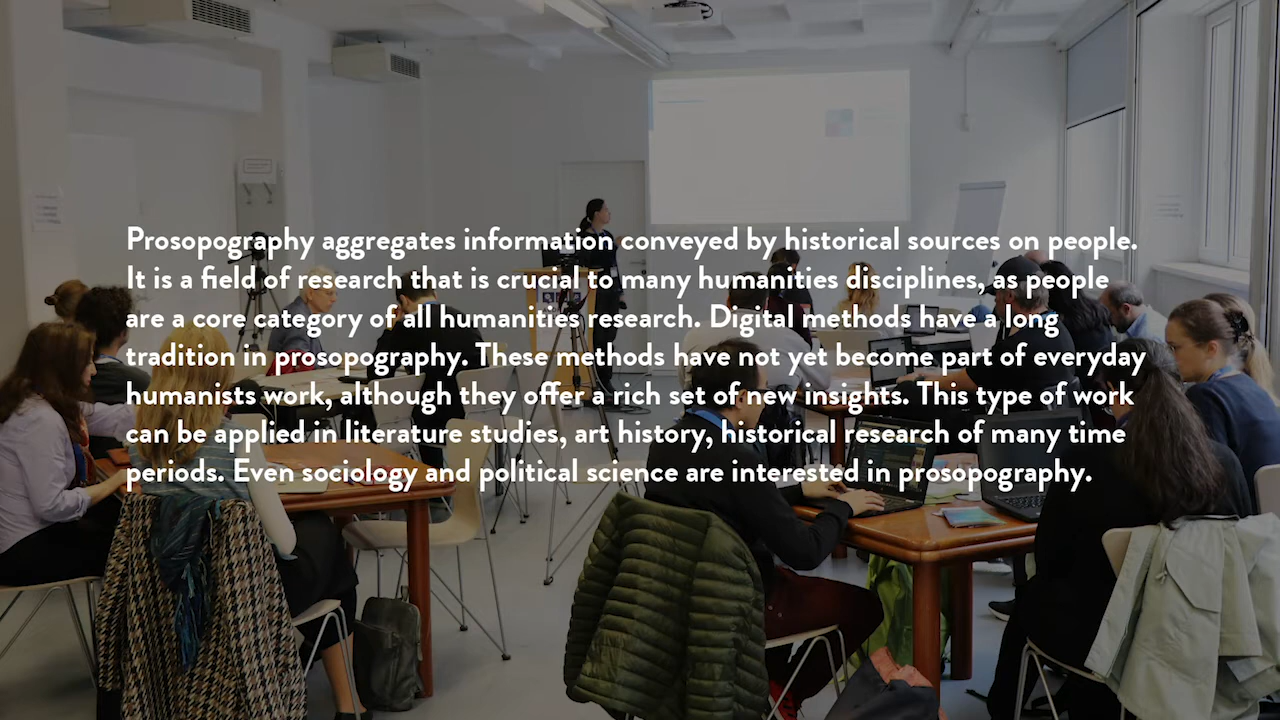 Prosopography aggregates information conveyed by historical sources on people.
It is a field of research that is crucial to many humanities disciplines, as people
are a core category of all humanities research. Digital methods have a long
tradition in prosopography. These methods have not yet become part of everyday
humanists work, although they offer a rich set of new insights. This type of work
can be applied in literature studies, art history, historical research of many time
periods. Even sociology and political science are interested in prosopography.